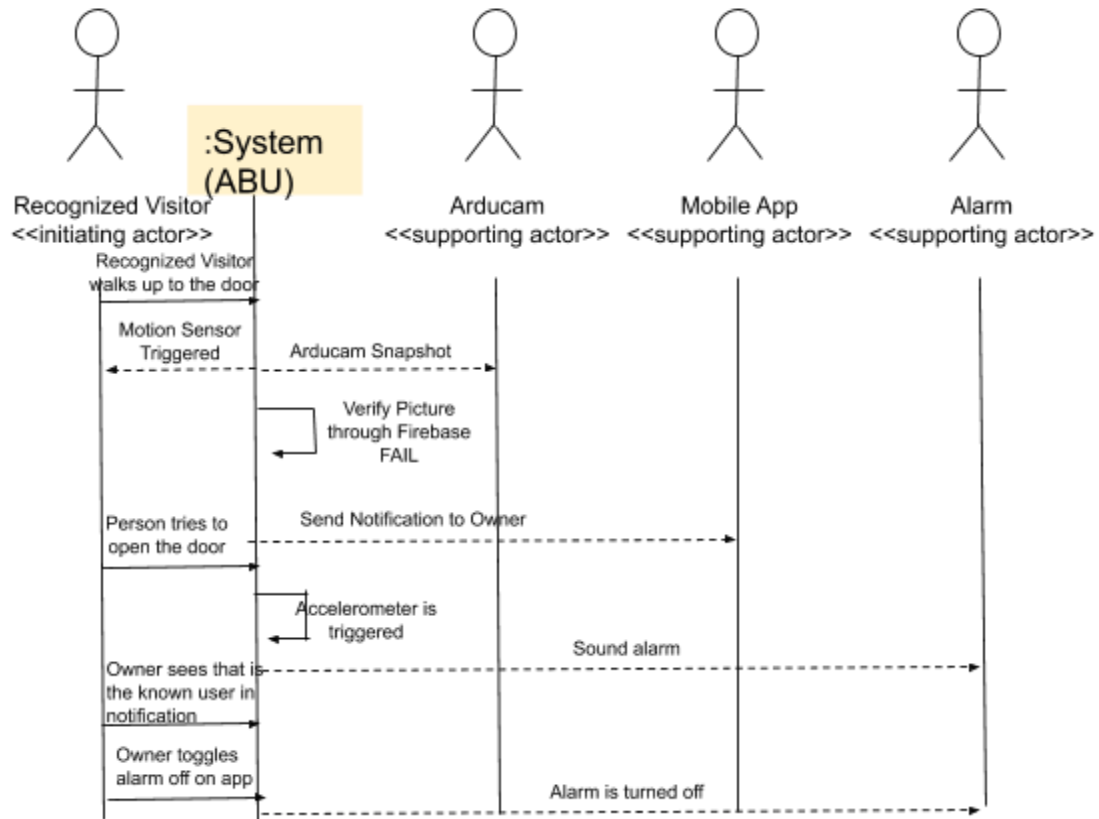 :System
(ABU)
Recognized Visitor
<<initiating actor>>
Arducam
<<supporting actor>>
Mobile App
<<supporting actor>>
Alarm
<<supporting actor>>
Recognized Visitor
walks up to the door
Motion Sensor
Triggered
Arducam Snapshot
Verify Picture
through Firebase
FAIL
Person tries to
open the door
Send Notification to Owner
Accelerometer is
triggered
Sound alarm
Owner sees that is
the known user in
notification
Owner toggles
alarm off on app
Alarm is turned off